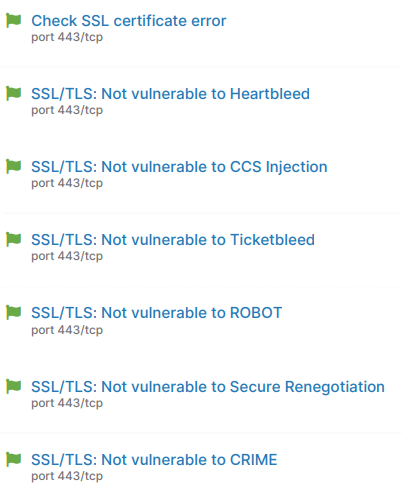 Check SSL certificate error
port 443/tcp
SSL/TLS: Not vulnerable to Heartbleed
port 443/tcp
SSL/TLS: Not vulnerable to CCS Injection
port 443/tcp
SSL/TLS: Not vulnerable to Ticketbleed
port 443/tcp
SSL/TLS: Not vulnerable to ROBOT
port 443/tcp
SSL/TLS: Not vulnerable to Secure Renegotiation
port 443/tcp
SSL/TLS: Not vulnerable to CRIME
port 443/tcp